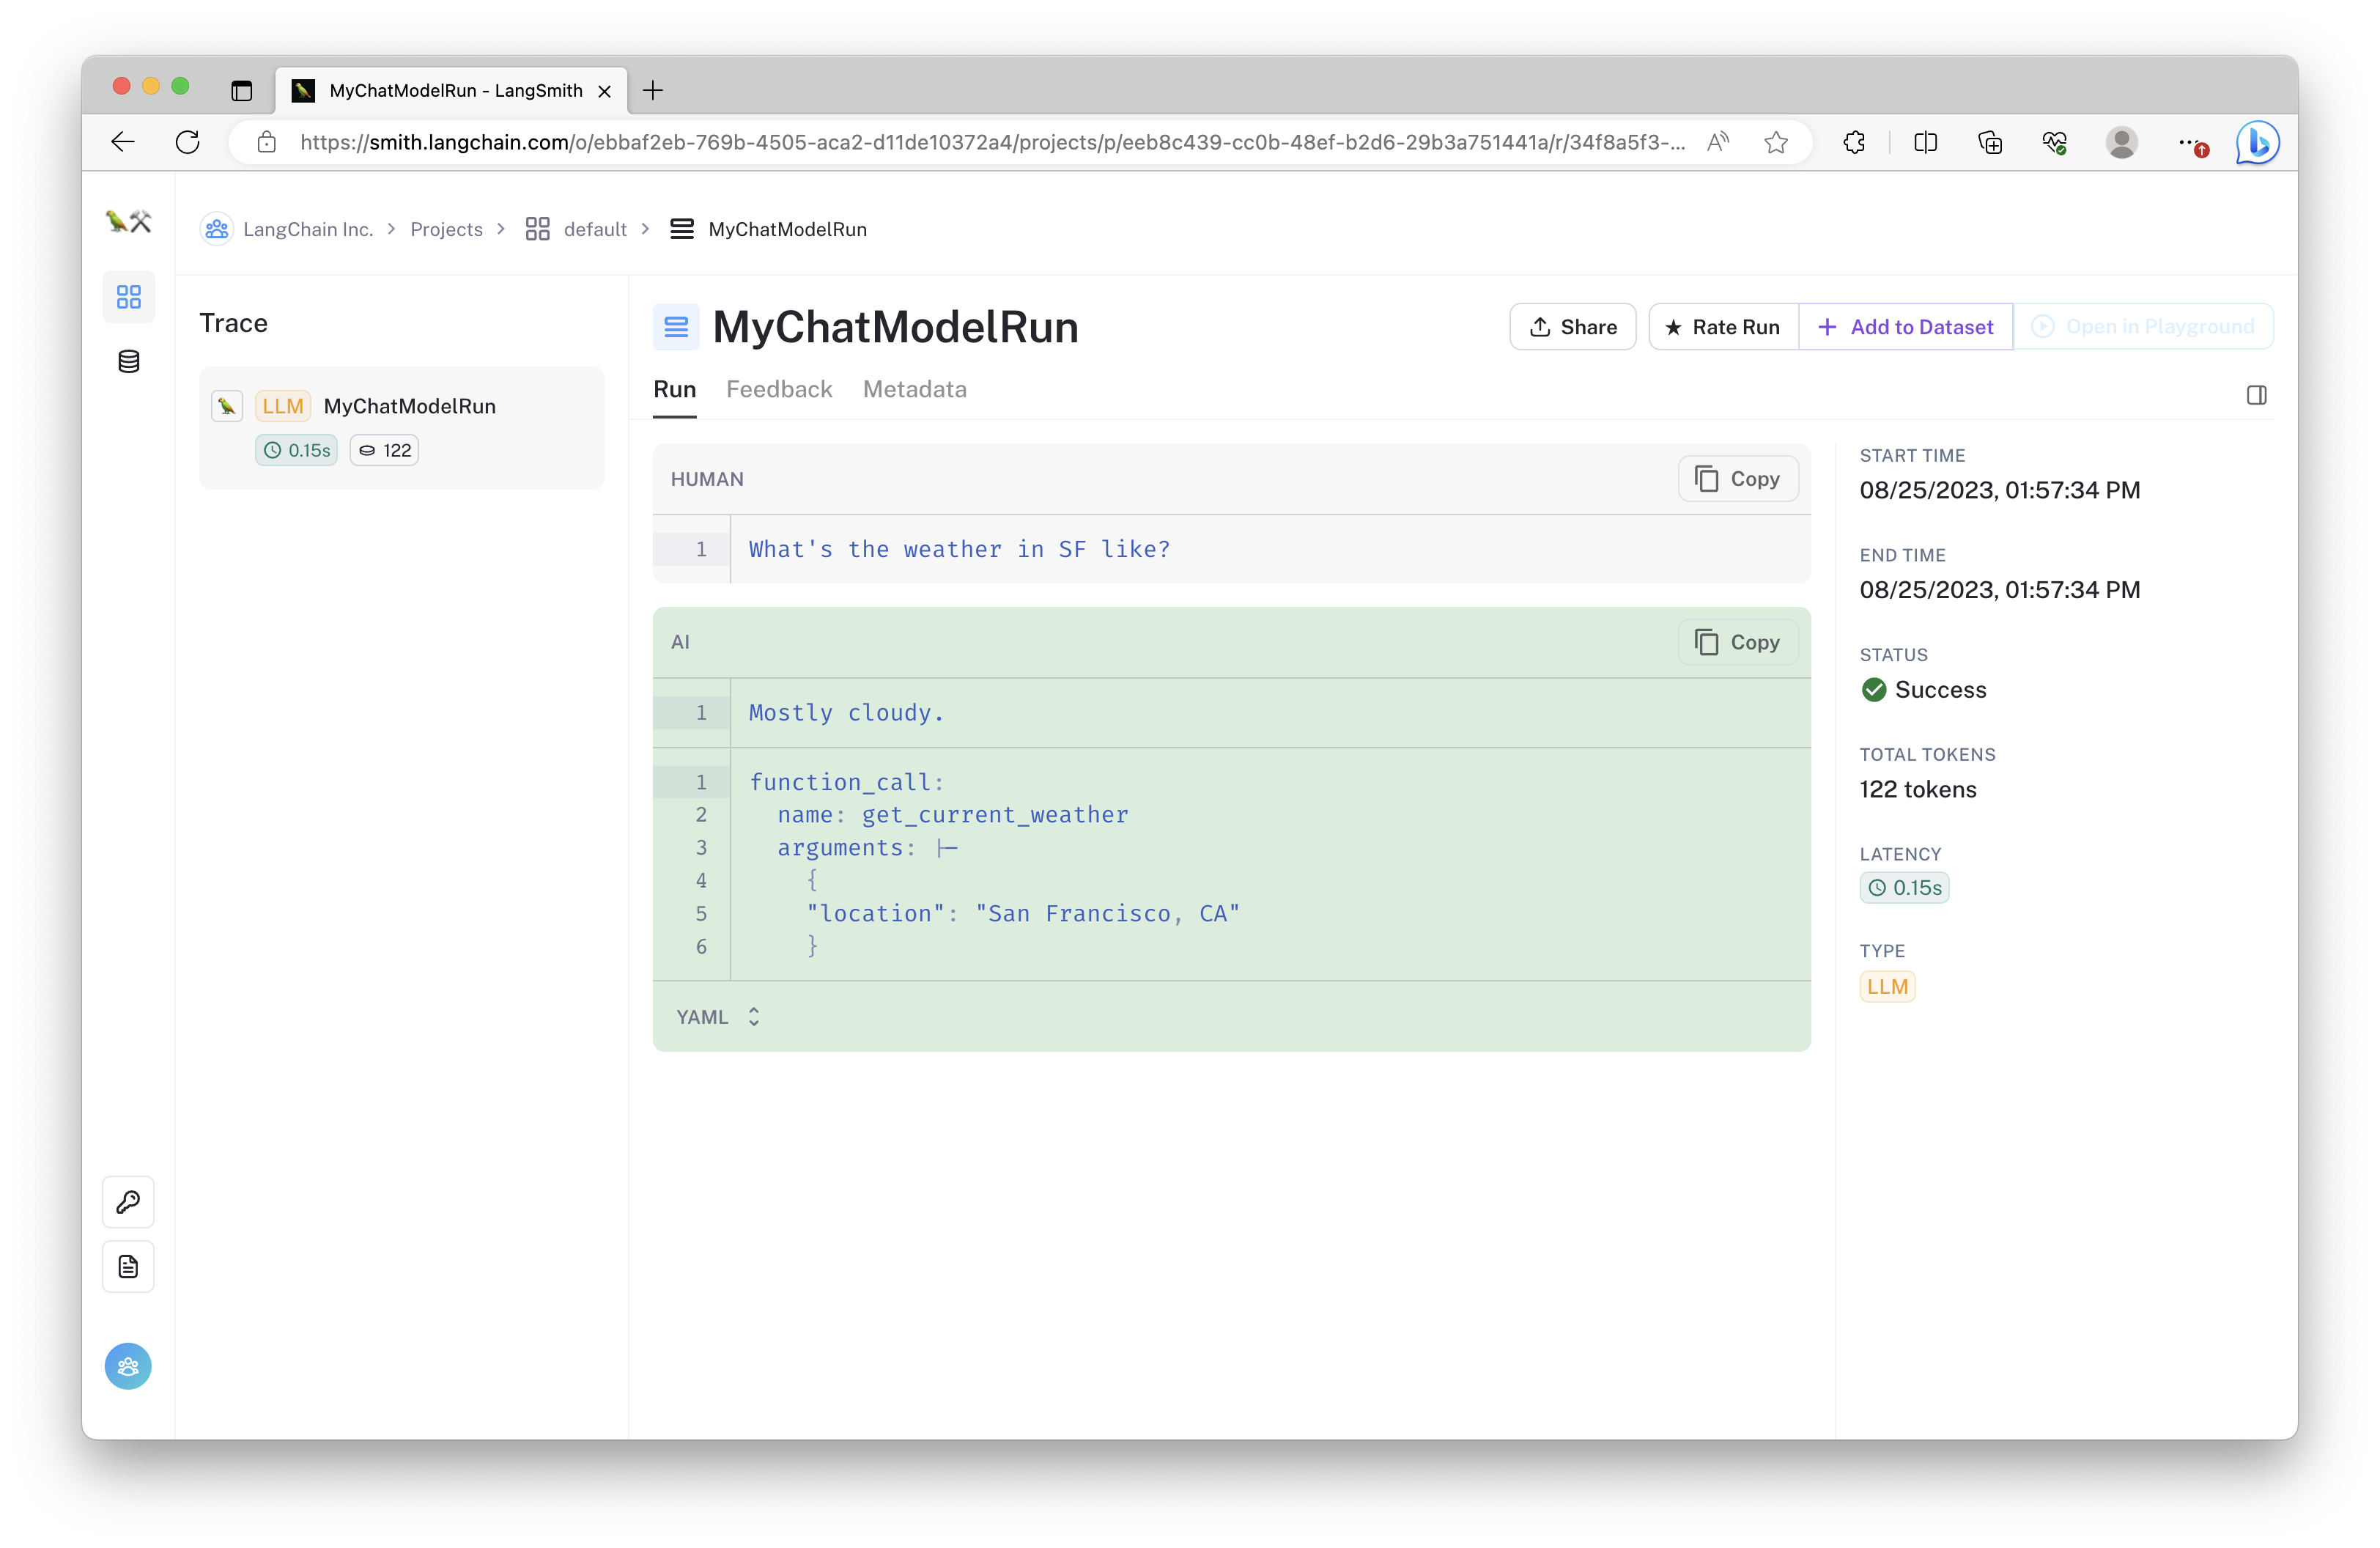 MyChatModelRun - LangSmith
https://smith.langchain.com/o/ebbaf2eb-769b-4505-aca2-d11de10372a4/projects/p/eeb8c439-cc0b-48ef-b2d6-29b3a751441a/r/34f8a5f3-...
LangChain Inc. > Projects > default > MyChatModelRun
Trace
LLM MyChatModelRun
0.15s 122
MyChatModelRun
Share
Rate Run
+ Add to Dataset
Open in Playground
Run Feedback Metadata
HUMAN
Copy
1 What's the weather in SF like?
AI
Copy
1 Mostly cloudy.
1 function_call:
2 name: get_current_weather
3 arguments: |-
4 {
5 "location": "San Francisco, CA"
6 }
YAML
START TIME
08/25/2023, 01:57:34 PM
END TIME
08/25/2023, 01:57:34 PM
STATUS
Success
TOTAL TOKENS
122 tokens
LATENCY
0.15s
TYPE
LLM